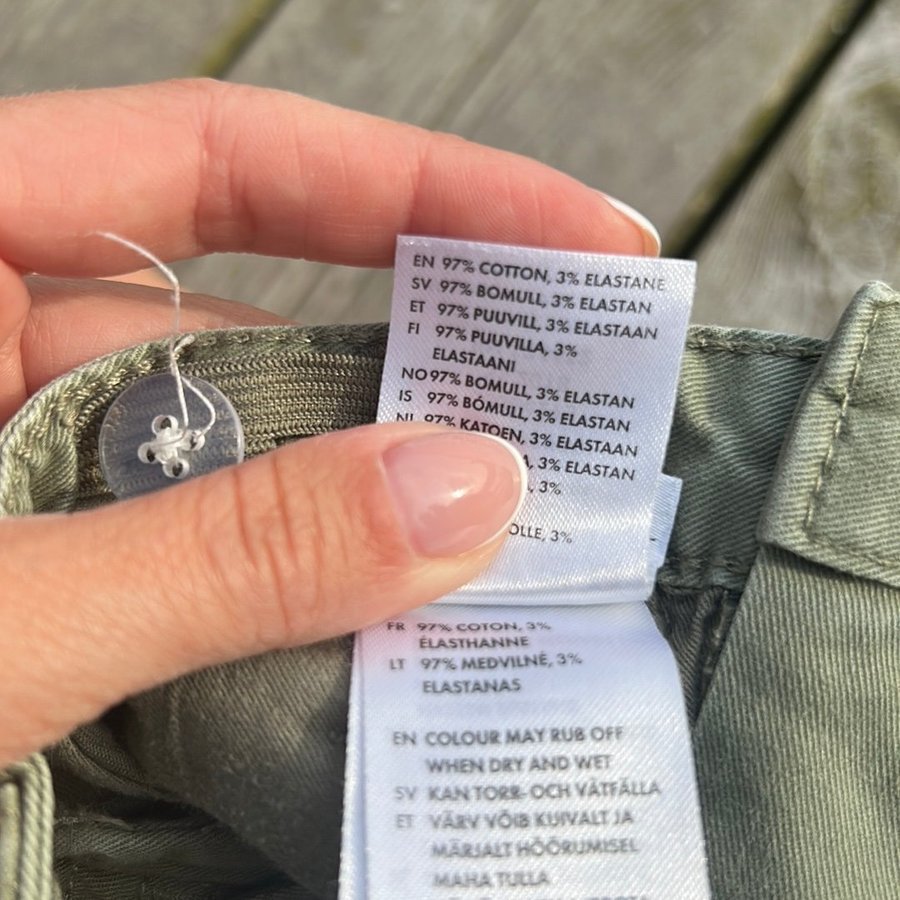 EN 97% COTTON, 3% ELASTANE
SV 97% BOMULL, 3% ELASTAN
ET 97% PUUVILL, 3% ELASTAAN
FI 97% PUUVILLA, 3%
ELASTAANI
NO 97% BOMULL, 3% ELASTAN
IS 97% BÓMULL, 3% ELASTAN
NL 97% KATOEN, 3% ELASTAAN
3% ELASTAN
3%
3%
FR 97% COTON, 3%
ÉLASTHANNE
LT 97% MEDVILNĖ, 3%
ELASTANAS
EN COLOUR MAY RUB OFF
WHEN DRY AND WET
SV KAN TORR- OCH VÅTFÄLLA
ET VÄRV VÕIB KUIVALT JA
MÄRJALT HÕÕRUMISEL
MAHA TULLA